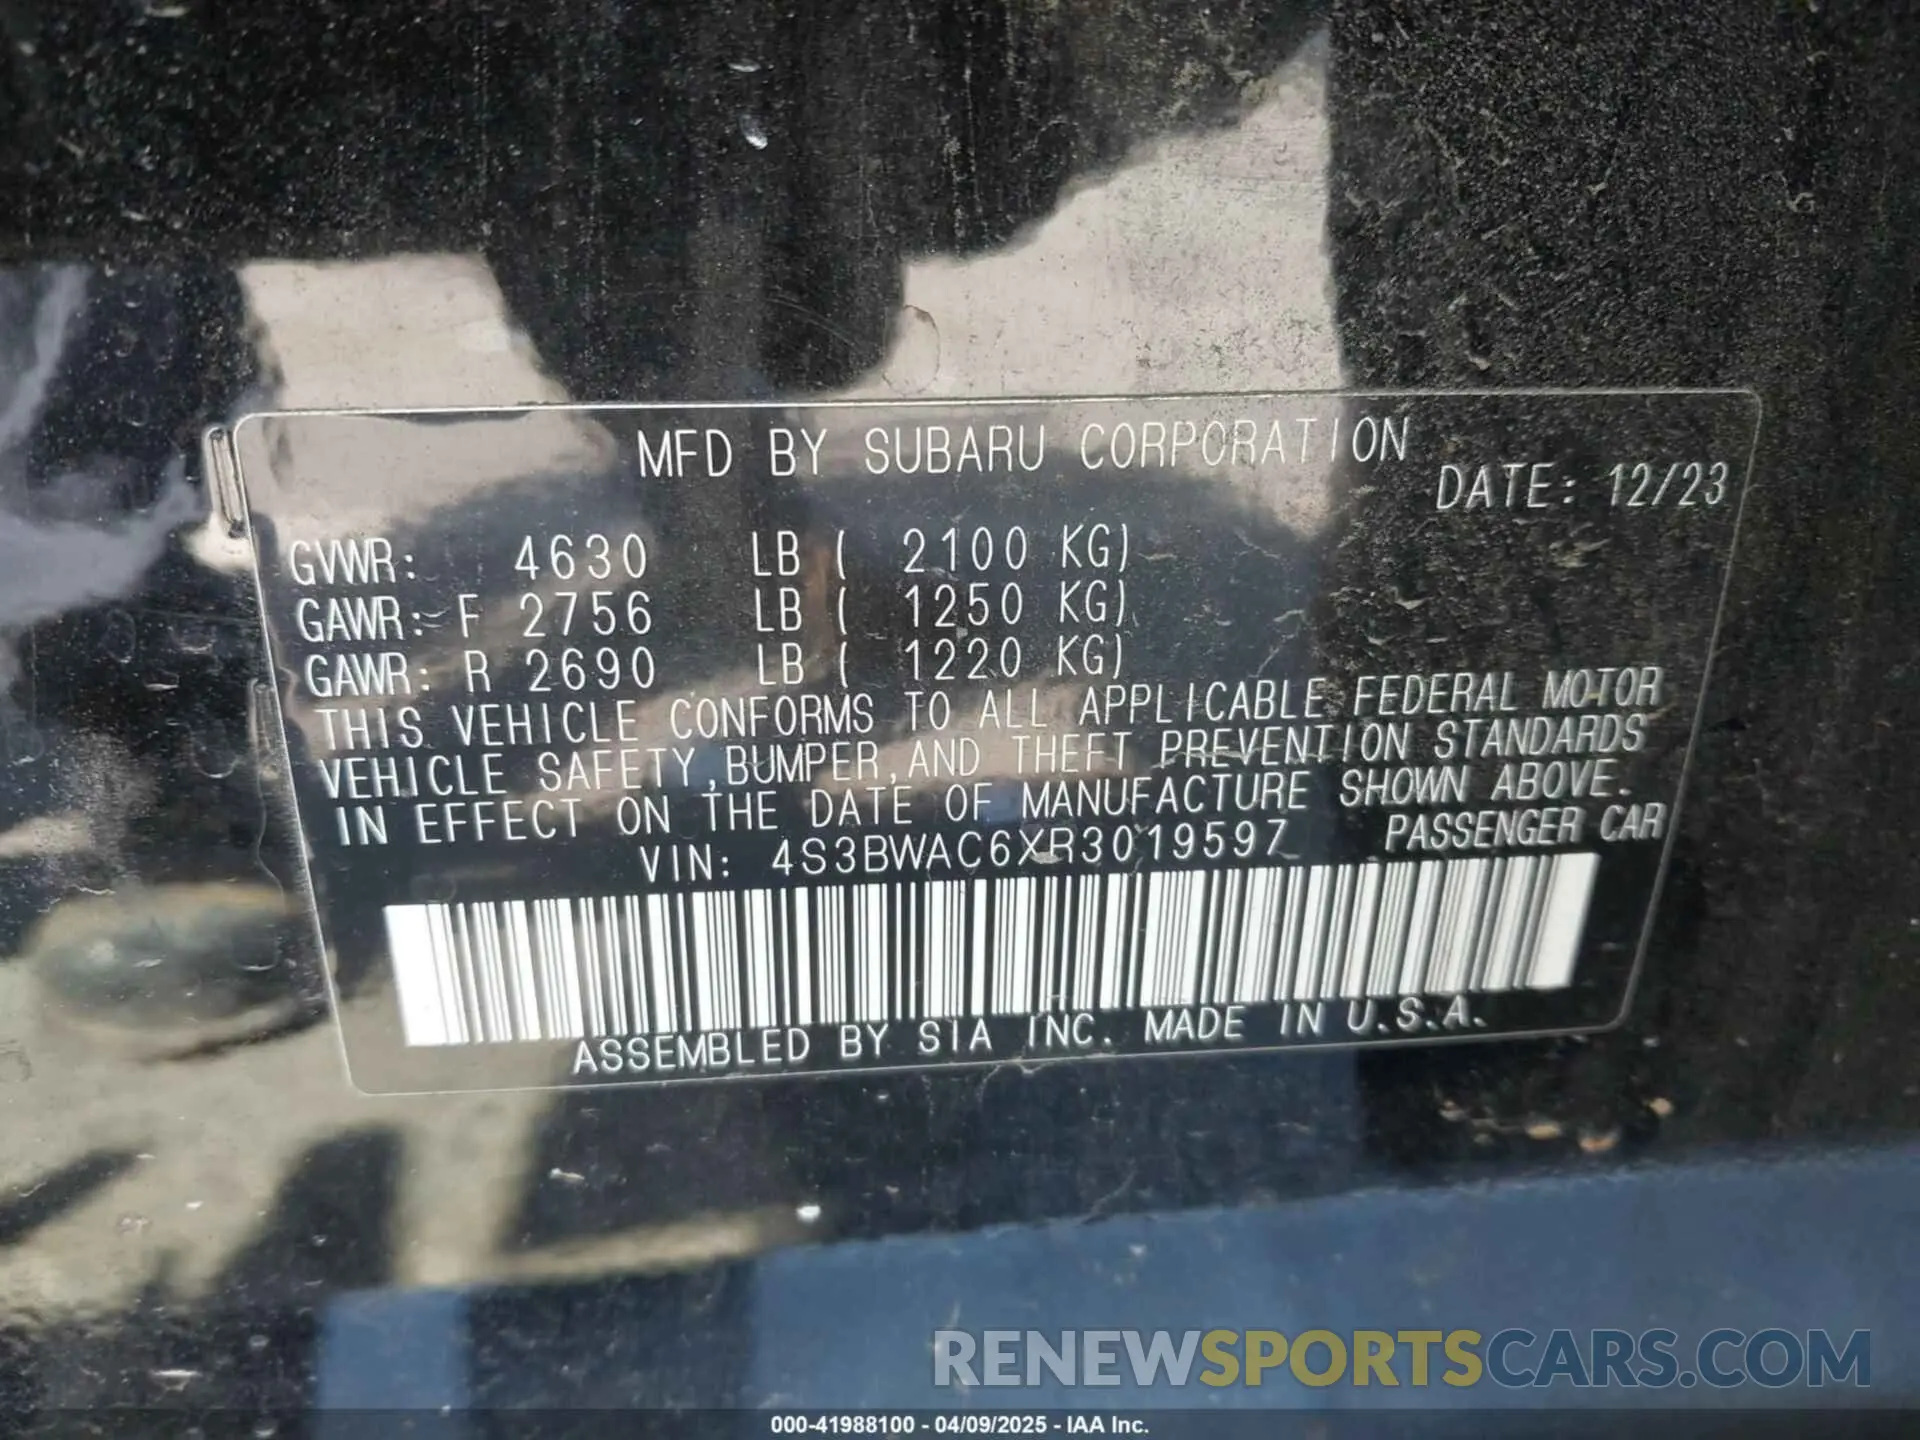 MFD BY SUBARU CORPORATION
DATE: 12/23
GVWR: 4630 LB ( 2100 KG)
GAWR: F 2756 LB ( 1250 KG)
GAWR: R 2690 LB ( 1220 KG)
THIS VEHICLE CONFORMS TO ALL APPLICABLE FEDERAL MOTOR
VEHICLE SAFETY,BUMPER,AND THEFT PREVENTION STANDARDS
IN EFFECT ON THE DATE OF MANUFACTURE SHOWN ABOVE.
VIN: 4S3BWAC6XR3019597 PASSENGER CAR
ASSEMBLED BY SIA INC. MADE IN U.S.A.
RENEWSPORTSCARS.COM
000-41988100 - 04/09/2025 - IAA Inc.